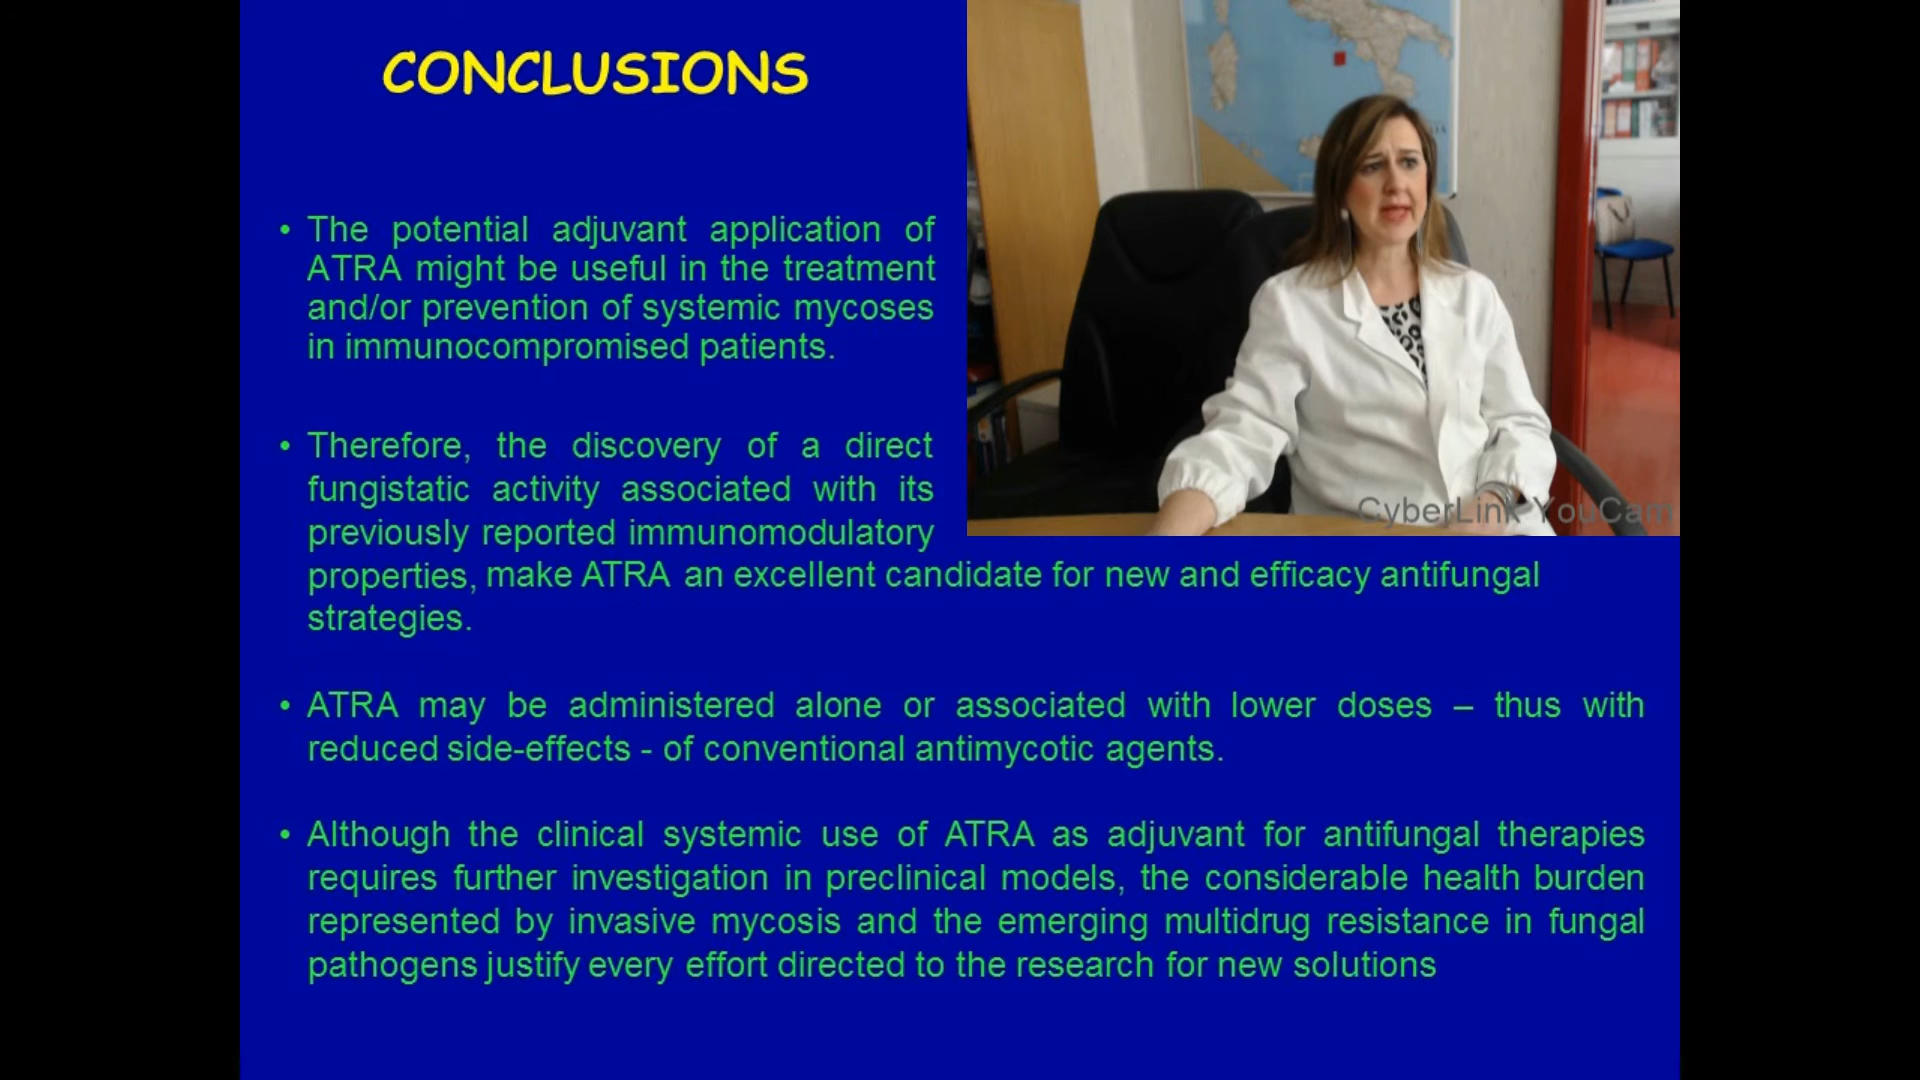 CONCLUSIONS
• The potential adjuvant application of
ATRA might be useful in the treatment
and/or prevention of systemic mycoses
in immunocompromised patients.
• Therefore, the discovery of a direct
fungistatic activity associated with its
previously reported immunomodulatory
properties, make ATRA an excellent candidate for new and efficacy antifungal
strategies.
• ATRA may be administered alone or associated with lower doses – thus with
reduced side-effects - of conventional antimycotic agents.
• Although the clinical systemic use of ATRA as adjuvant for antifungal therapies
requires further investigation in preclinical models, the considerable health burden
represented by invasive mycosis and the emerging multidrug resistance in fungal
pathogens justify every effort directed to the research for new solutions
CyberLink YouCam